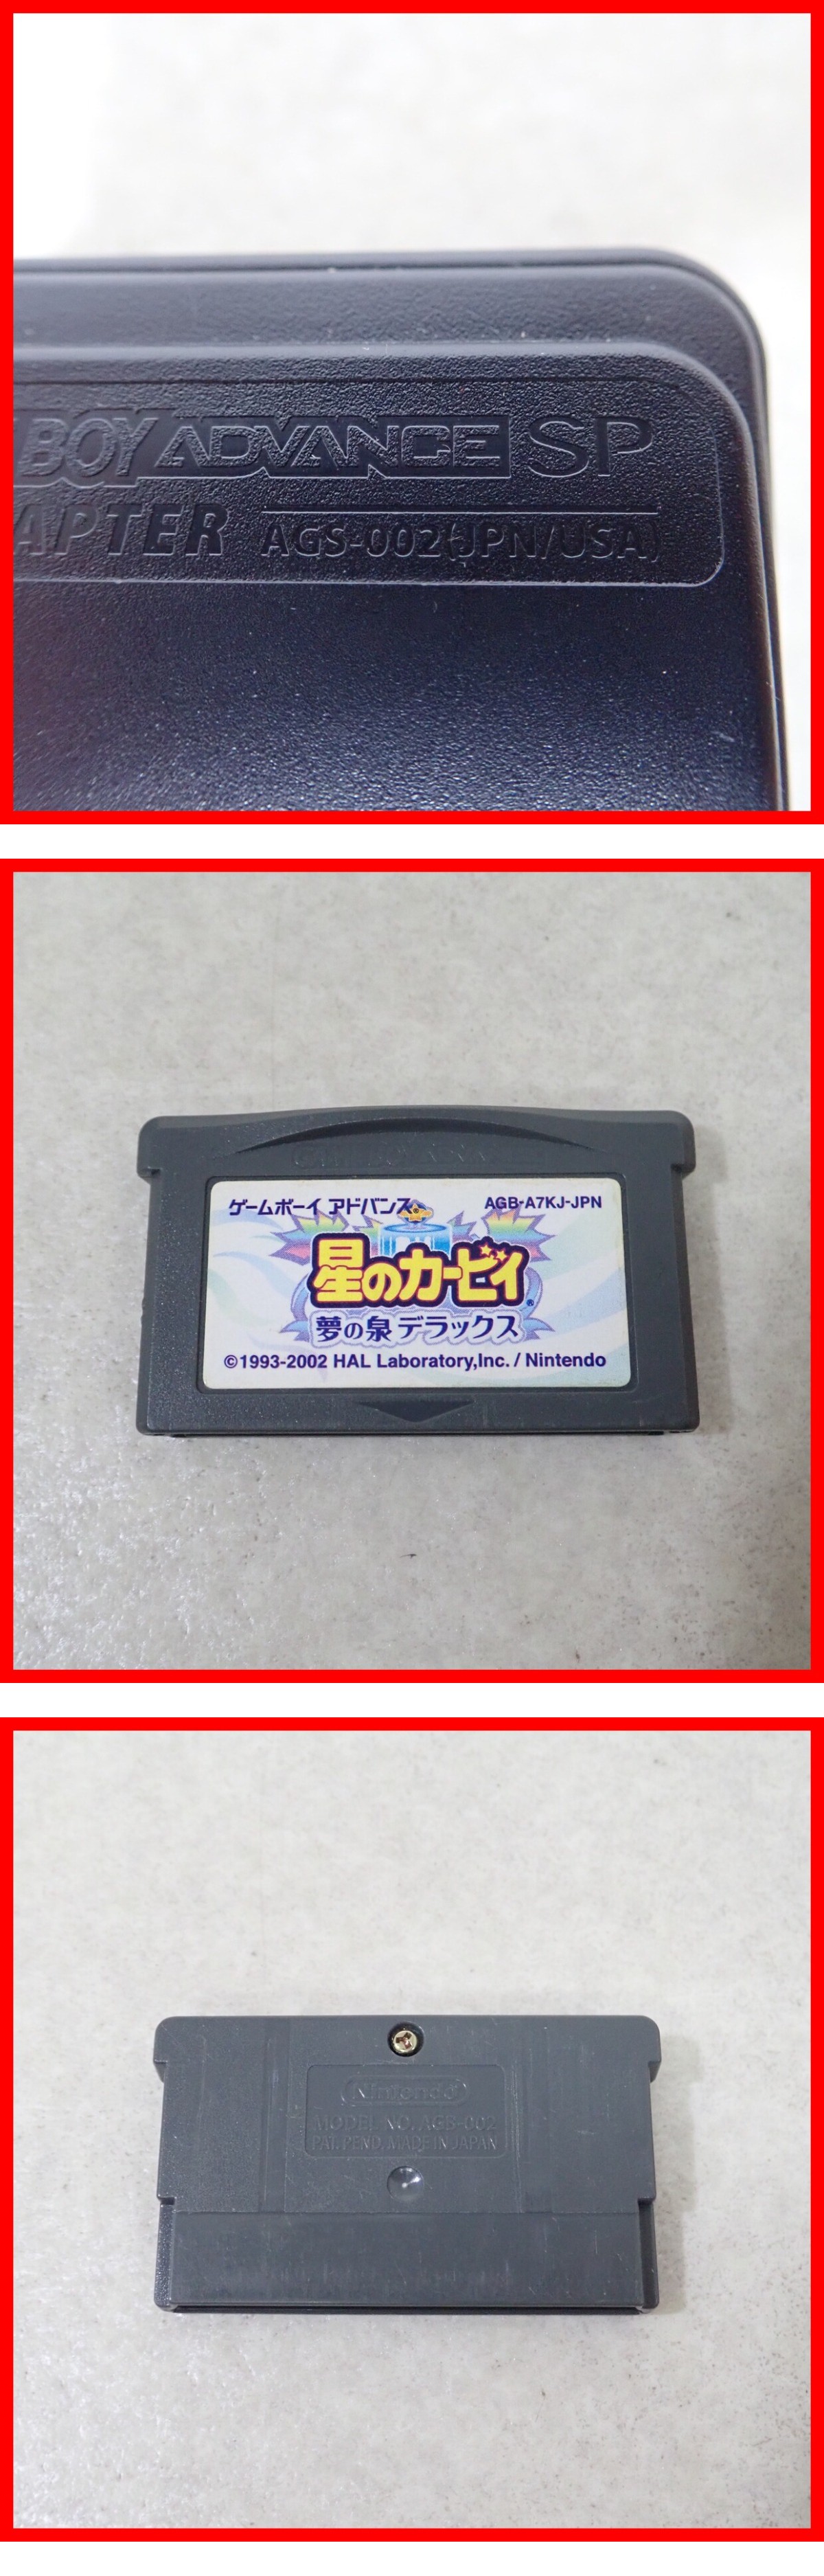 BOY ADVANCE SP
APTER AGS-002(JPN/USA)
ゲームボーイ アドバンス
AGB-A7KJ-JPN
星のカービィ
夢の泉デラックス
©1993-2002 HAL Laboratory,Inc. / Nintendo
Nintendo
MODEL NO. AGB-002
PAT. PEND. MADE IN JAPAN